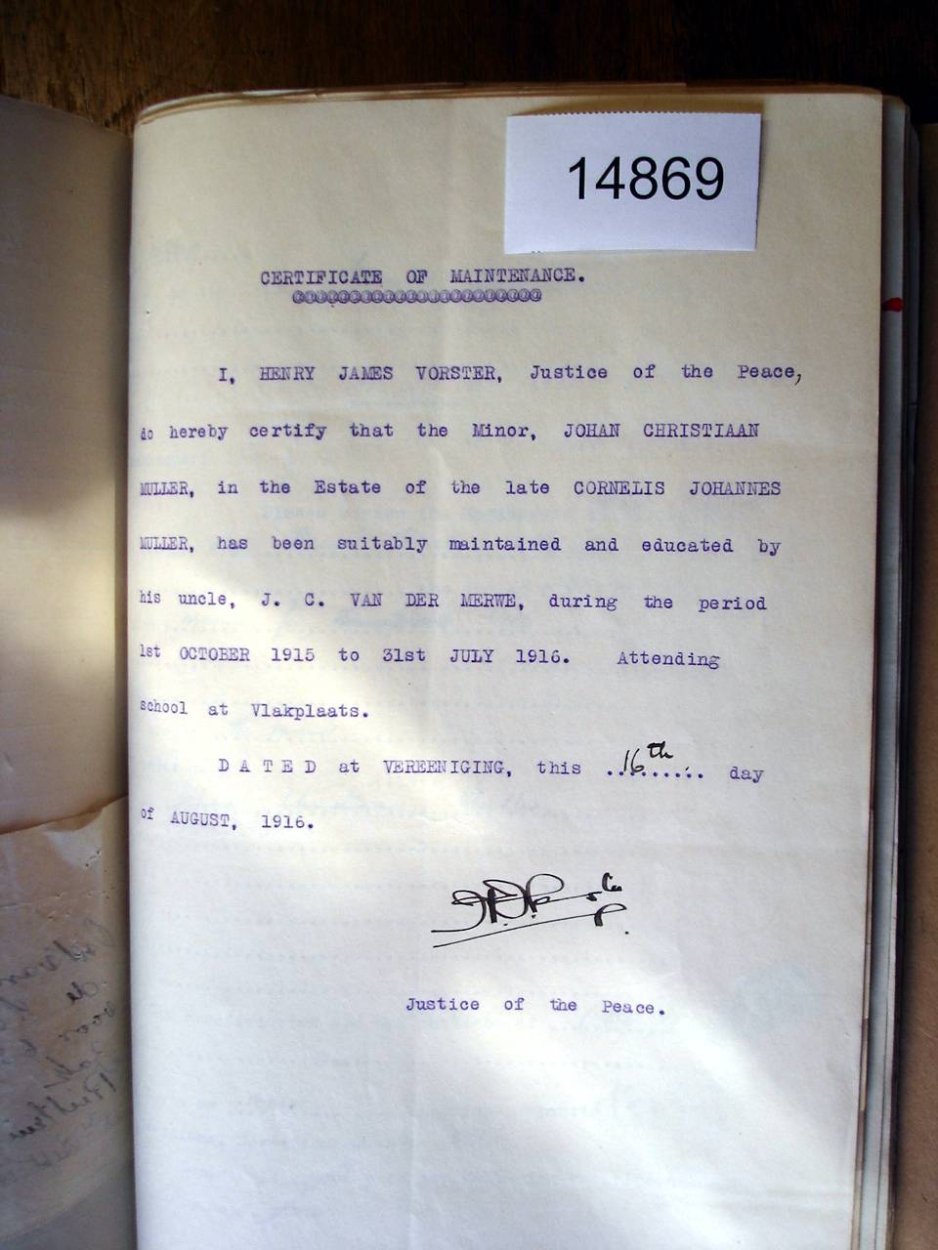 14869
CERTIFICATE OF MAINTENANCE.
I, HENRY JAMES VORSTER, Justice of the Peace,
do hereby certify that the Minor, JOHAN CHRISTIAAN
MULLER, in the Estate of the late CORNELIS JOHANNES
MULLER, has been suitably maintained and educated by
his uncle, J. C. VAN DER MERWE, during the period
1st OCTOBER 1915 to 31st JULY 1916. Attending
school at Vlakplaats.
D A T E D at VEREENIGING, this ..16th...... day
of AUGUST, 1916.
Justice of the Peace.